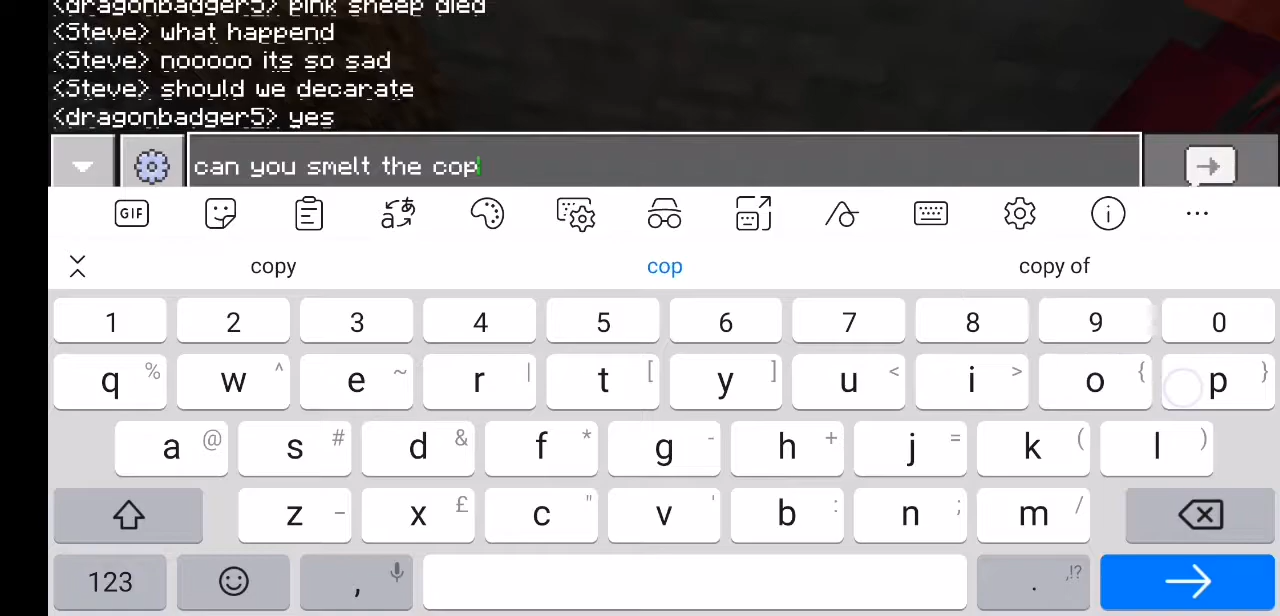 <dragonbadger5> pink sheep died
<Steve> what happend
<Steve> nooooo its so sad
<Steve> should we decarate
<dragonbadger5> yes
can you smelt the cop
GIF
copy cop copy of
1 2 3 4 5 6 7 8 9 0
q % w ^ e ~ r | t [ y ] u < i > o { p }
a @ s # d & f * g - h + j = k ( l )
z – x £ c " v ' b : n ; m /
123 , . ,!?